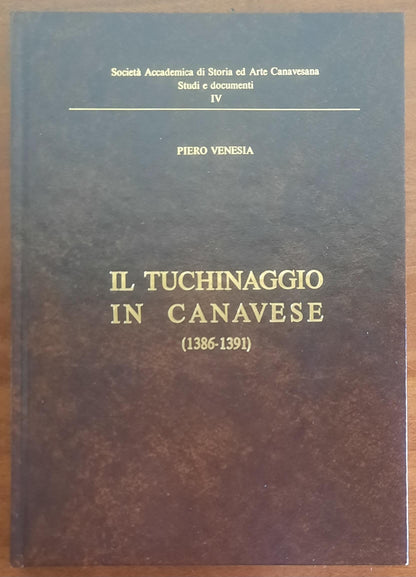 Società Accademica di Storia ed Arte Canavesana
Studi e documenti
IV
PIERO VENESIA
IL TUCHINAGGIO
IN CANAVESE
(1386-1391)